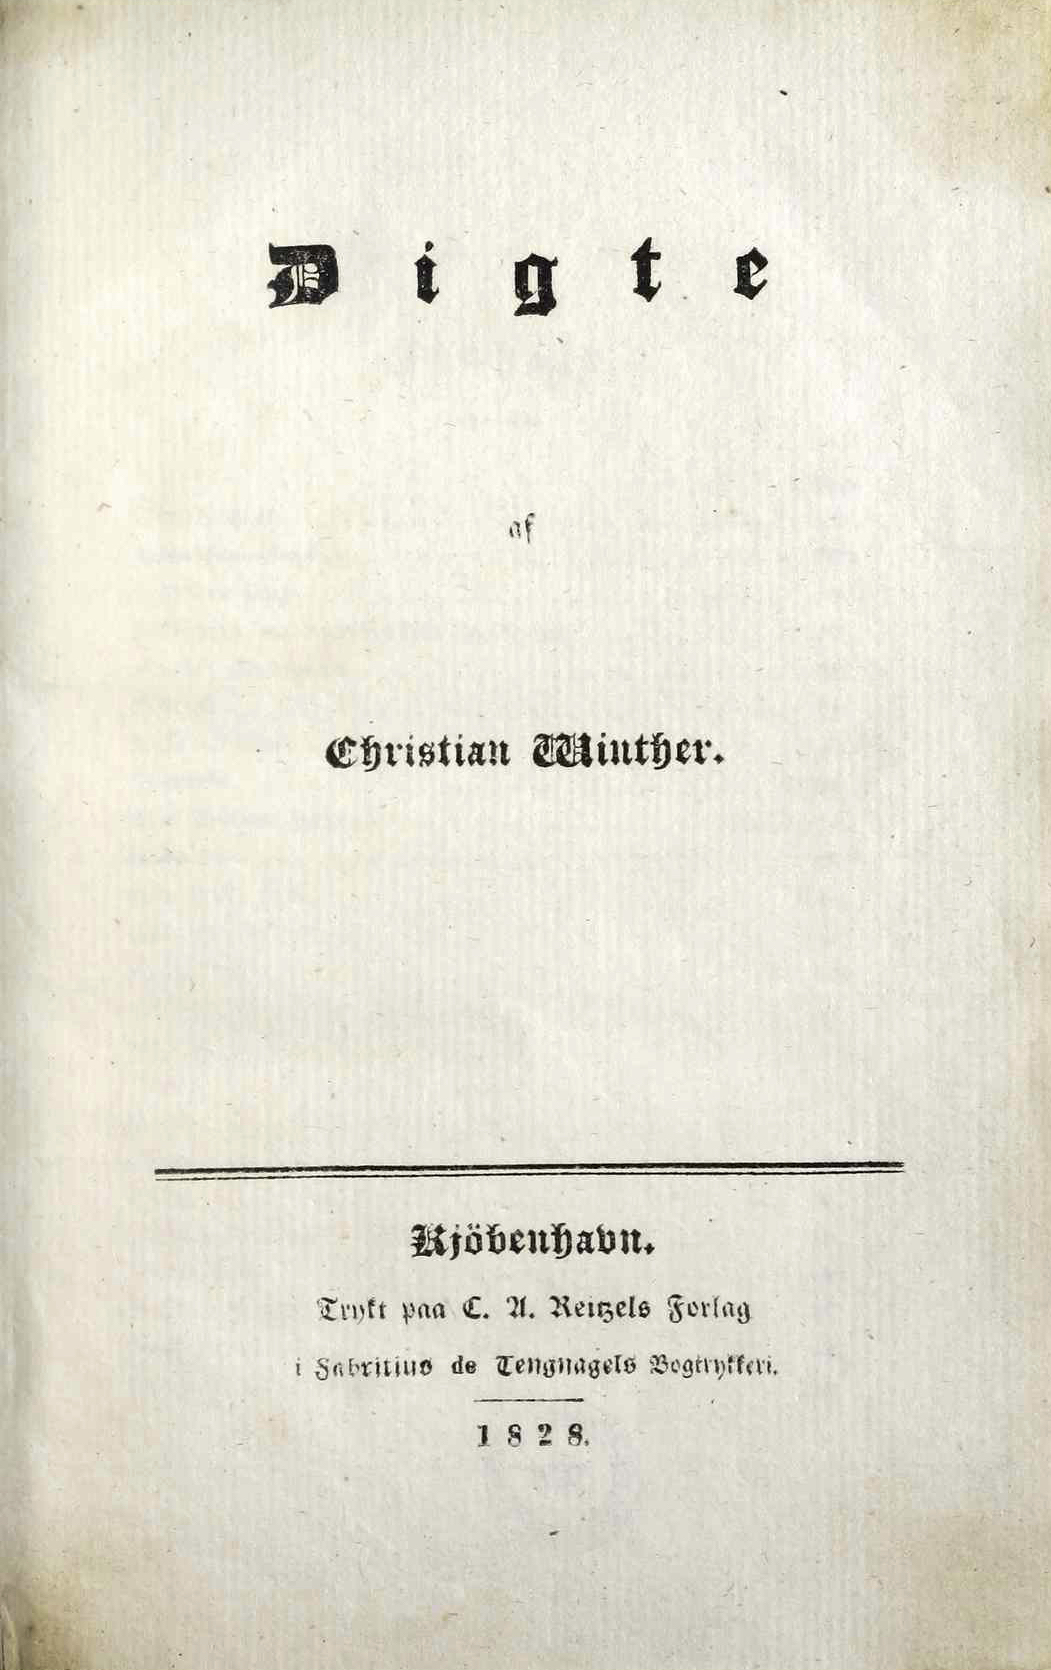 Digte
af
Christian Winther.
Kjöbenhavn.
Trykt paa C. A. Reitzels Forlag
i Fabritius de Tengnagels Bogtrykkeri.
1828.